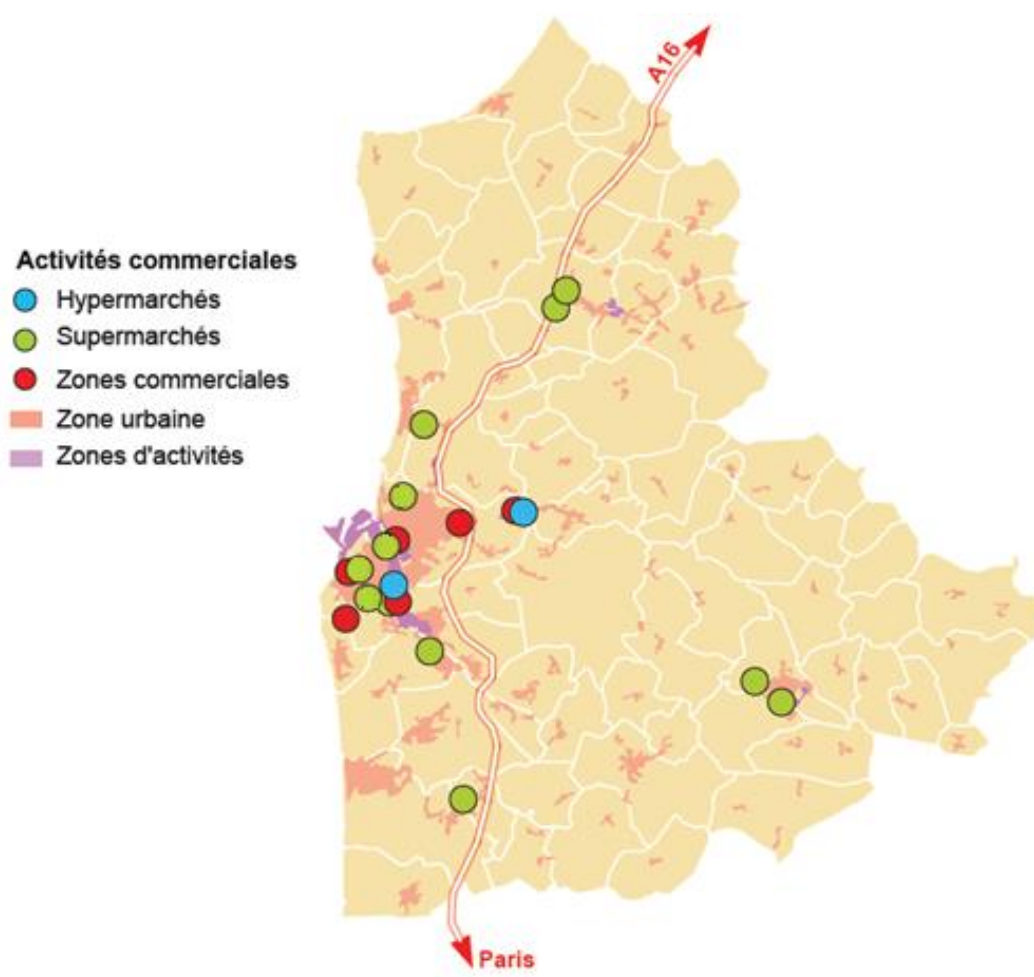 A16
Activités commerciales
Hypermarchés
Supermarchés
Zones commerciales
Zone urbaine
Zones d'activités
Paris